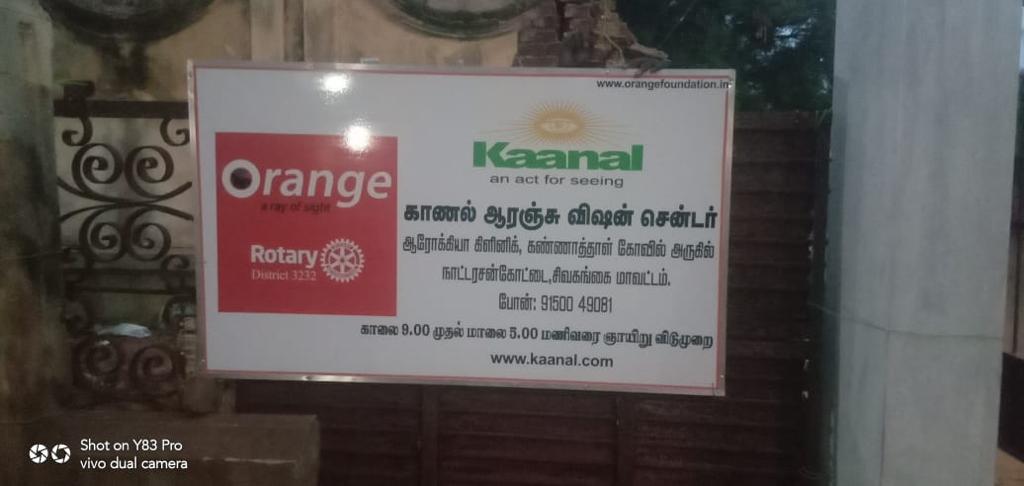 www.orangefoundation.in
Orange
a ray of sight
Rotary
District 3232
Kaanal
an act for seeing
காணல் ஆரஞ்சு விஷன் சென்டர்
ஆரோக்கியா கிளினிக், கண்ணாத்தாள் கோவில் அருகில்
நாட்டரசன்கோட்டை,சிவகங்கை மாவட்டம்.
போன்: 91500 49081
காலை 9.00 முதல் மாலை 5.00 மணிவரை ஞாயிறு விடுமுறை
www.kaanal.com
Shot on Y83 Pro
vivo dual camera